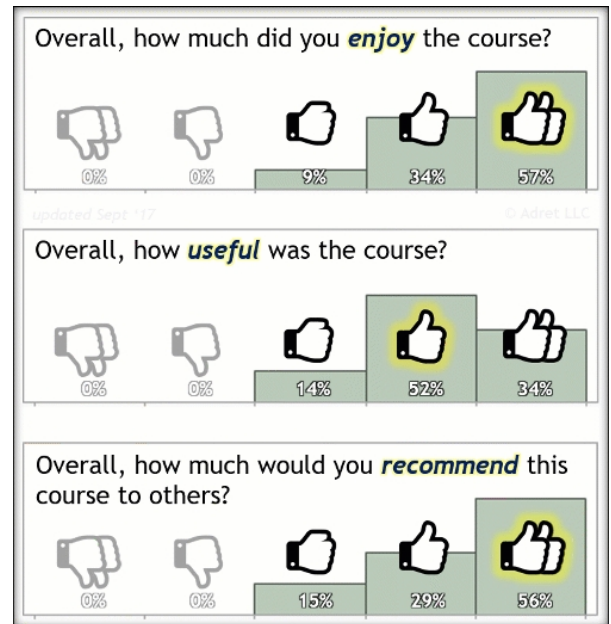 Overall, how much did you enjoy the course?
0% 0% 9% 34% 57%
updated Sept '17 © Adret LLC
Overall, how useful was the course?
0% 0% 14% 52% 34%
Overall, how much would you recommend this
course to others?
0% 0% 15% 29% 56%